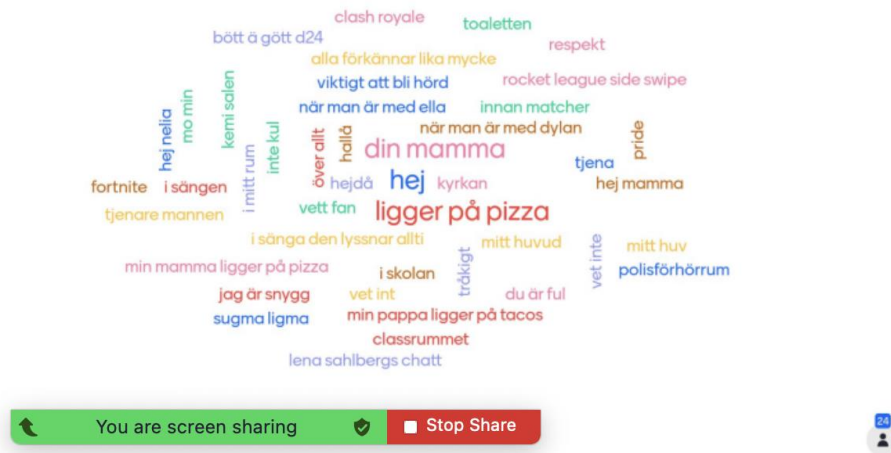 clash royale
toaletten
bött ä gött d24
respekt
alla förkännar lika mycke
viktigt att bli hörd
rocket league side swipe
kemi salen
mo min
när man är med ella
innan matcher
hej nelia
inte kul
över allt
hallå
när man är med dylan
pride
din mamma
i mitt rum
tjena
fortnite
i sängen
hejdå
hej
kyrkan
hej mamma
tjenare mannen
vett fan
ligger på pizza
i sänga den lyssnar allti
mitt huvud
vet inte
mitt huv
min mamma ligger på pizza
i skolan
tråkigt
polisförhörrum
jag är snygg
vet int
du är ful
sugma ligma
min pappa ligger på tacos
classrummet
lena sahlbergs chatt
You are screen sharing
Stop Share
24